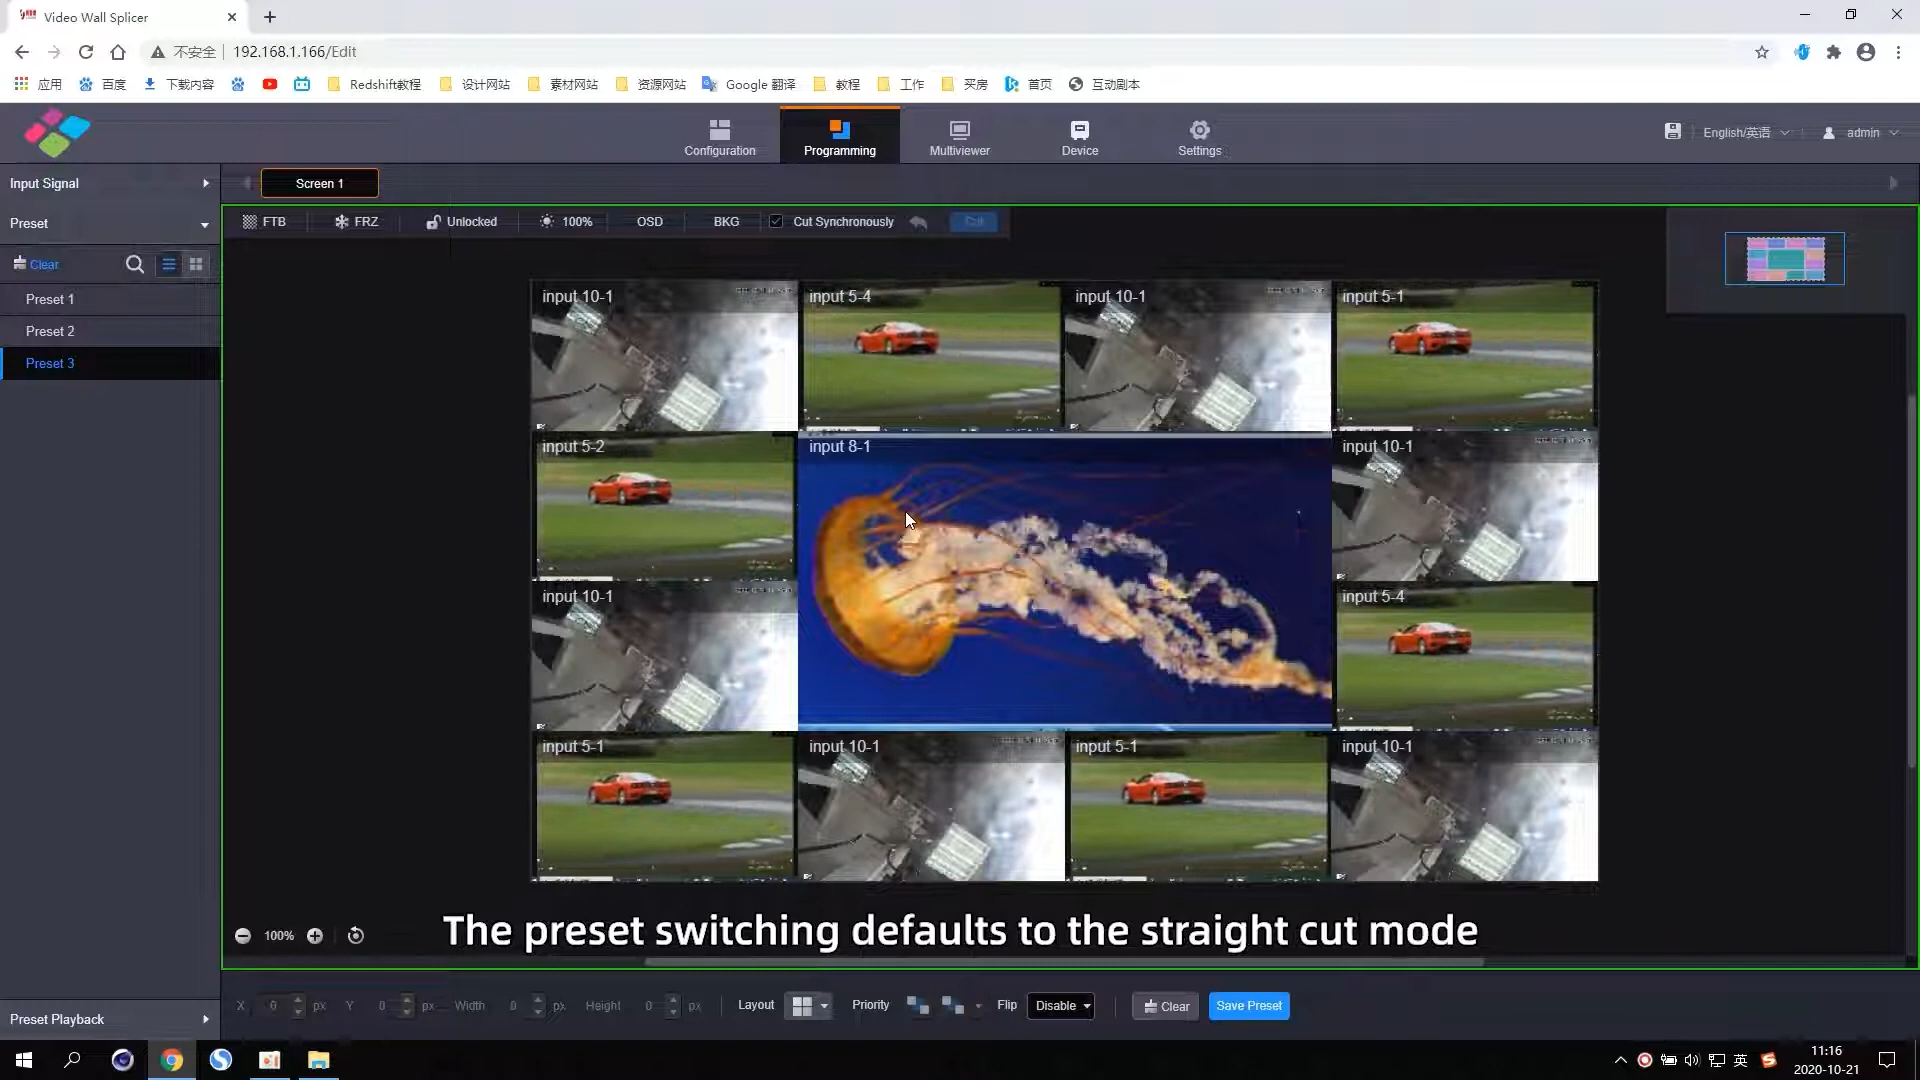 Video Wall Splicer
不安全
192.168.1.166/Edit
应用
百度
下载内容
Redshift教程
设计网站
素材网站
资源网站
Google 翻译
教程
工作
买房
首页
互动剧本
Configuration
Programming
Multiviewer
Device
Settings
English/英语
admin
Input Signal
Screen 1
Preset
FTB
FRZ
Unlocked
100%
OSD
BKG
Cut Synchronously
Cut
Clear
Preset 1
Preset 2
Preset 3
input 10-1
input 5-4
input 10-1
input 5-1
input 5-2
input 8-1
input 10-1
input 10-1
input 5-4
input 5-1
input 10-1
input 5-1
input 10-1
100%
The preset switching defaults to the straight cut mode
X 0 px Y 0 px Width 0 px Height 0 px Layout Priority Flip Disable Clear Save Preset
Preset Playback
英
11:16
2020-10-21